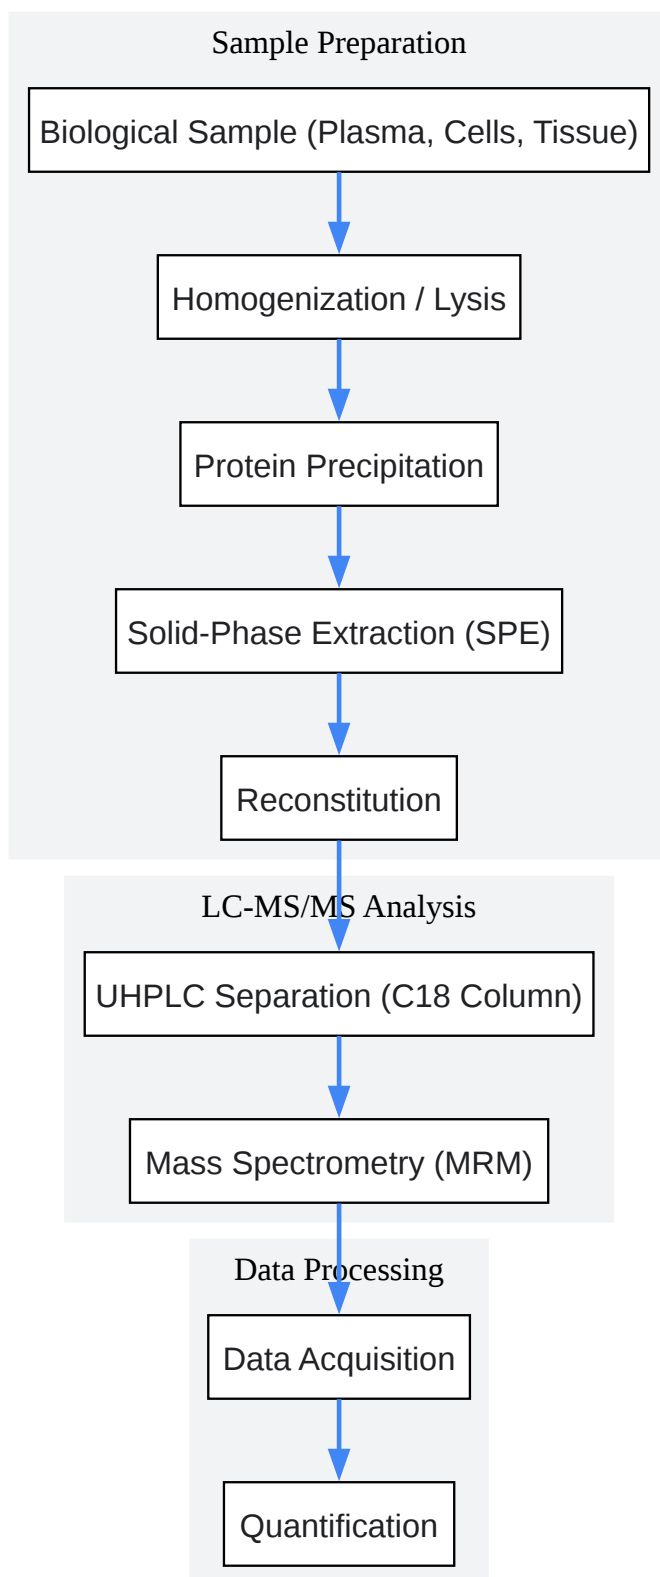 Sample Preparation
Biological Sample (Plasma, Cells, Tissue)
Homogenization / Lysis
Protein Precipitation
Solid-Phase Extraction (SPE)
Reconstitution
LC-MS/MS Analysis
UHPLC Separation (C18 Column)
Mass Spectrometry (MRM)
Data Processing
Data Acquisition
Quantification